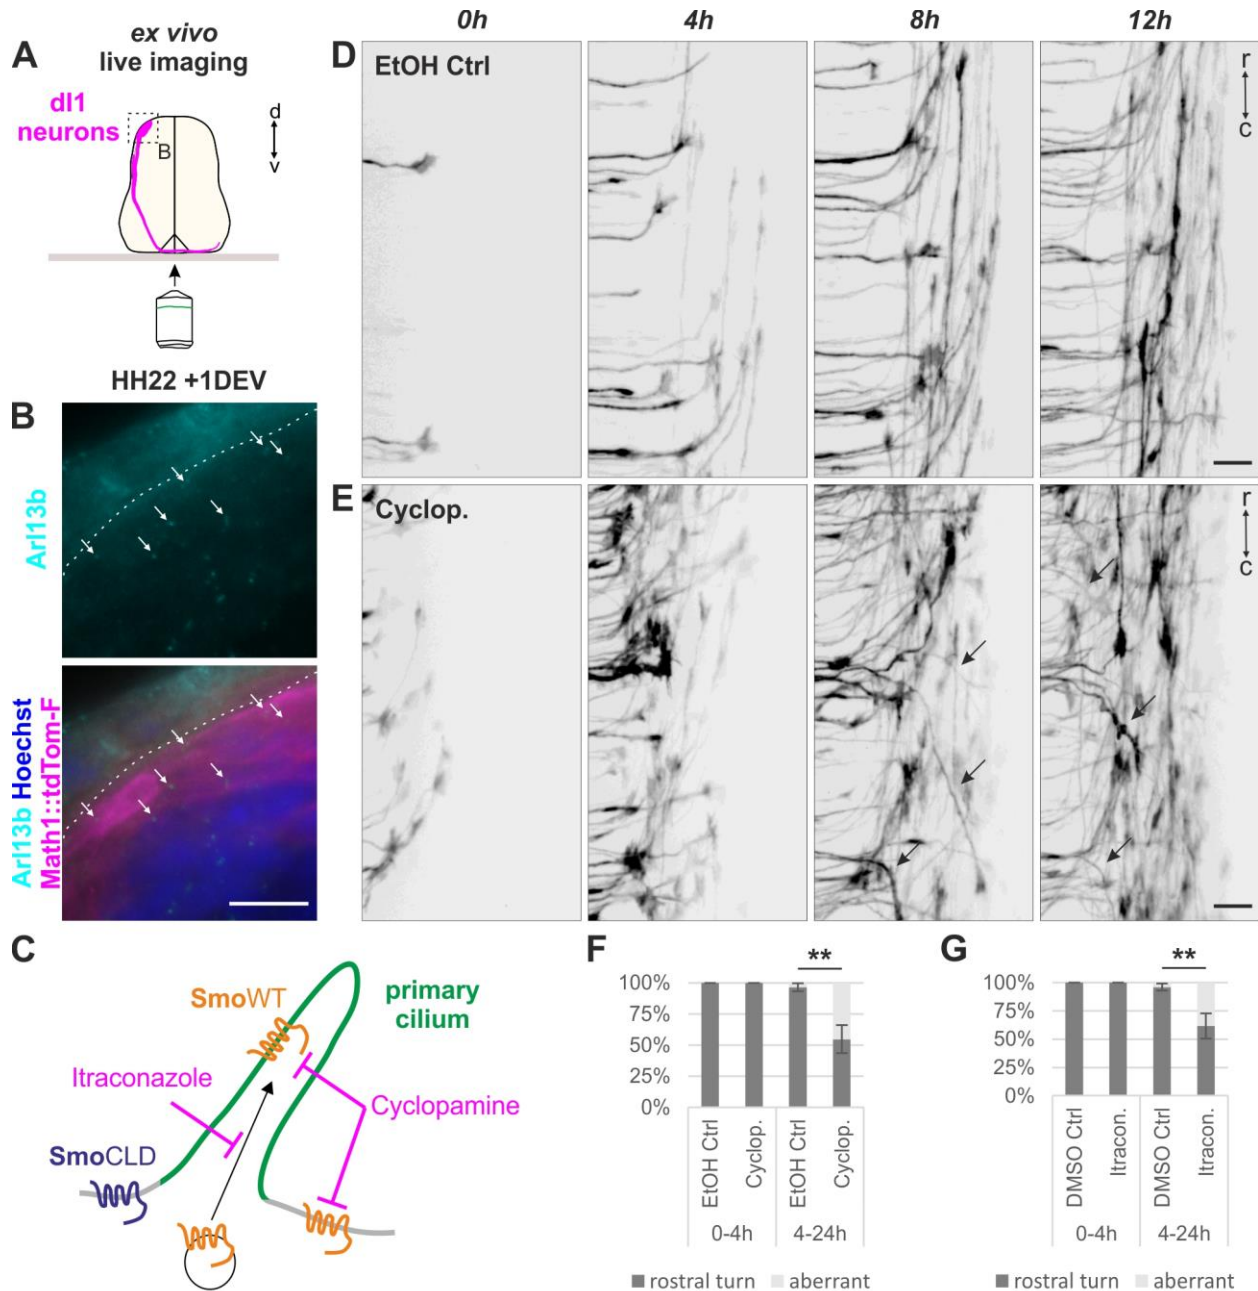 0h
4h
8h
12h
A
ex vivo
live imaging
dI1
neurons
B
d
v
HH22 +1DEV
B
Arl13b
Arl13b Hoechst
Math1::tdTom-F
D
EtOH Ctrl
r
c
E
Cyclop.
r
c
C
SmoWT
primary
cilium
Itraconazole
Cyclopamine
SmoCLD
F
**
100%
75%
50%
25%
0%
EtOH Ctrl
Cyclop.
EtOH Ctrl
Cyclop.
0-4h
4-24h
rostral turn
aberrant
G
**
100%
75%
50%
25%
0%
DMSO Ctrl
Itracon.
DMSO Ctrl
Itracon.
0-4h
4-24h
rostral turn
aberrant